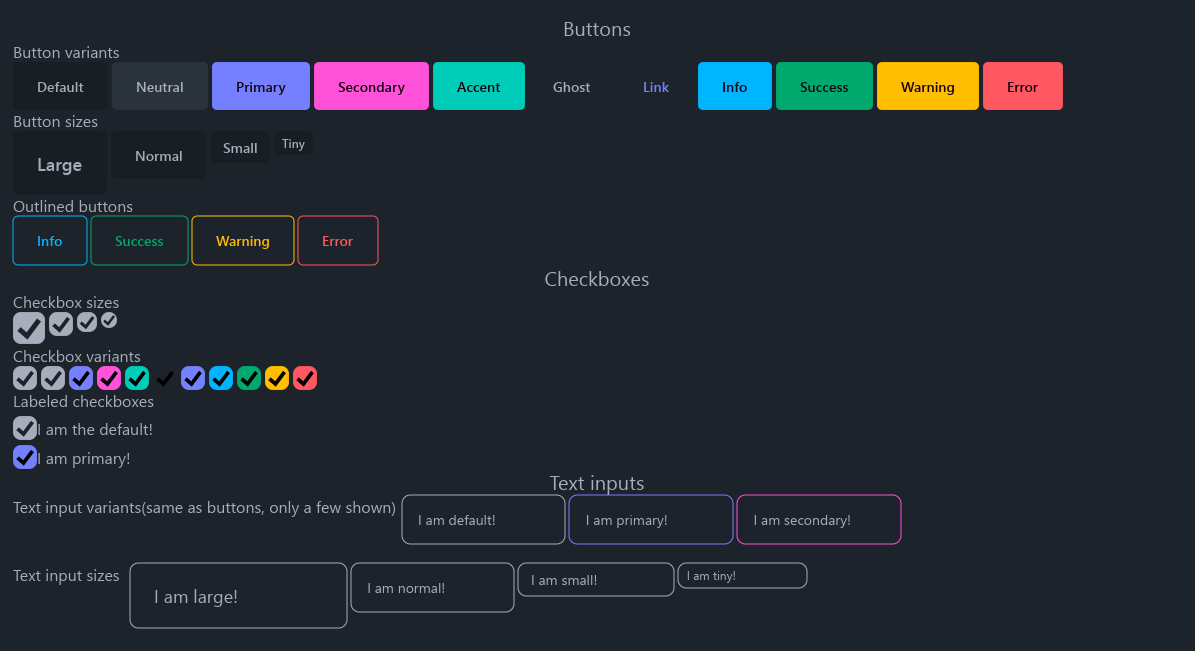 Buttons
Button variants
Default Neutral Primary Secondary Accent Ghost Link Info Success Warning Error
Button sizes
Large Normal Small Tiny
Outlined buttons
Info Success Warning Error
Checkboxes
Checkbox sizes
Checkbox variants
Labeled checkboxes
I am the default!
I am primary!
Text inputs
Text input variants(same as buttons, only a few shown) I am default! I am primary! I am secondary!
Text input sizes I am large! I am normal! I am small! I am tiny!